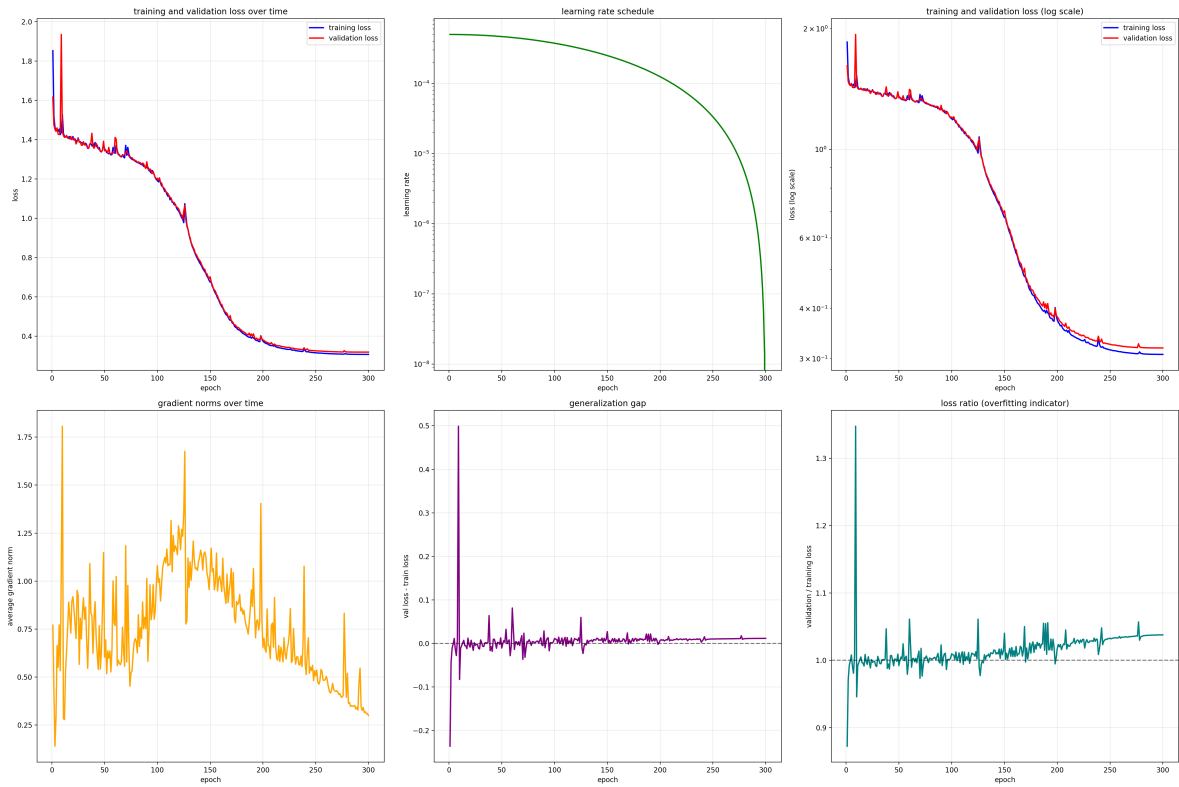 training and validation loss over time
2.0
1.8
1.6
1.4
1.2
1.0
0.8
0.6
0.4
loss
training loss
validation loss
0
50
100
150
200
250
300
epoch
learning rate schedule
10⁻⁴
10⁻⁵
10⁻⁶
10⁻⁷
10⁻⁸
learning rate
0
50
100
150
200
250
300
epoch
training and validation loss (log scale)
2 × 10⁰
10⁰
6 × 10⁻¹
4 × 10⁻¹
3 × 10⁻¹
loss (log scale)
training loss
validation loss
0
50
100
150
200
250
300
epoch
gradient norms over time
1.75
1.50
1.25
1.00
0.75
0.50
0.25
average gradient norm
0
50
100
150
200
250
300
epoch
generalization gap
0.5
0.4
0.3
0.2
0.1
0.0
−0.1
−0.2
val loss - train loss
0
50
100
150
200
250
300
epoch
loss ratio (overfitting indicator)
1.3
1.2
1.1
1.0
0.9
validation / training loss
0
50
100
150
200
250
300
epoch